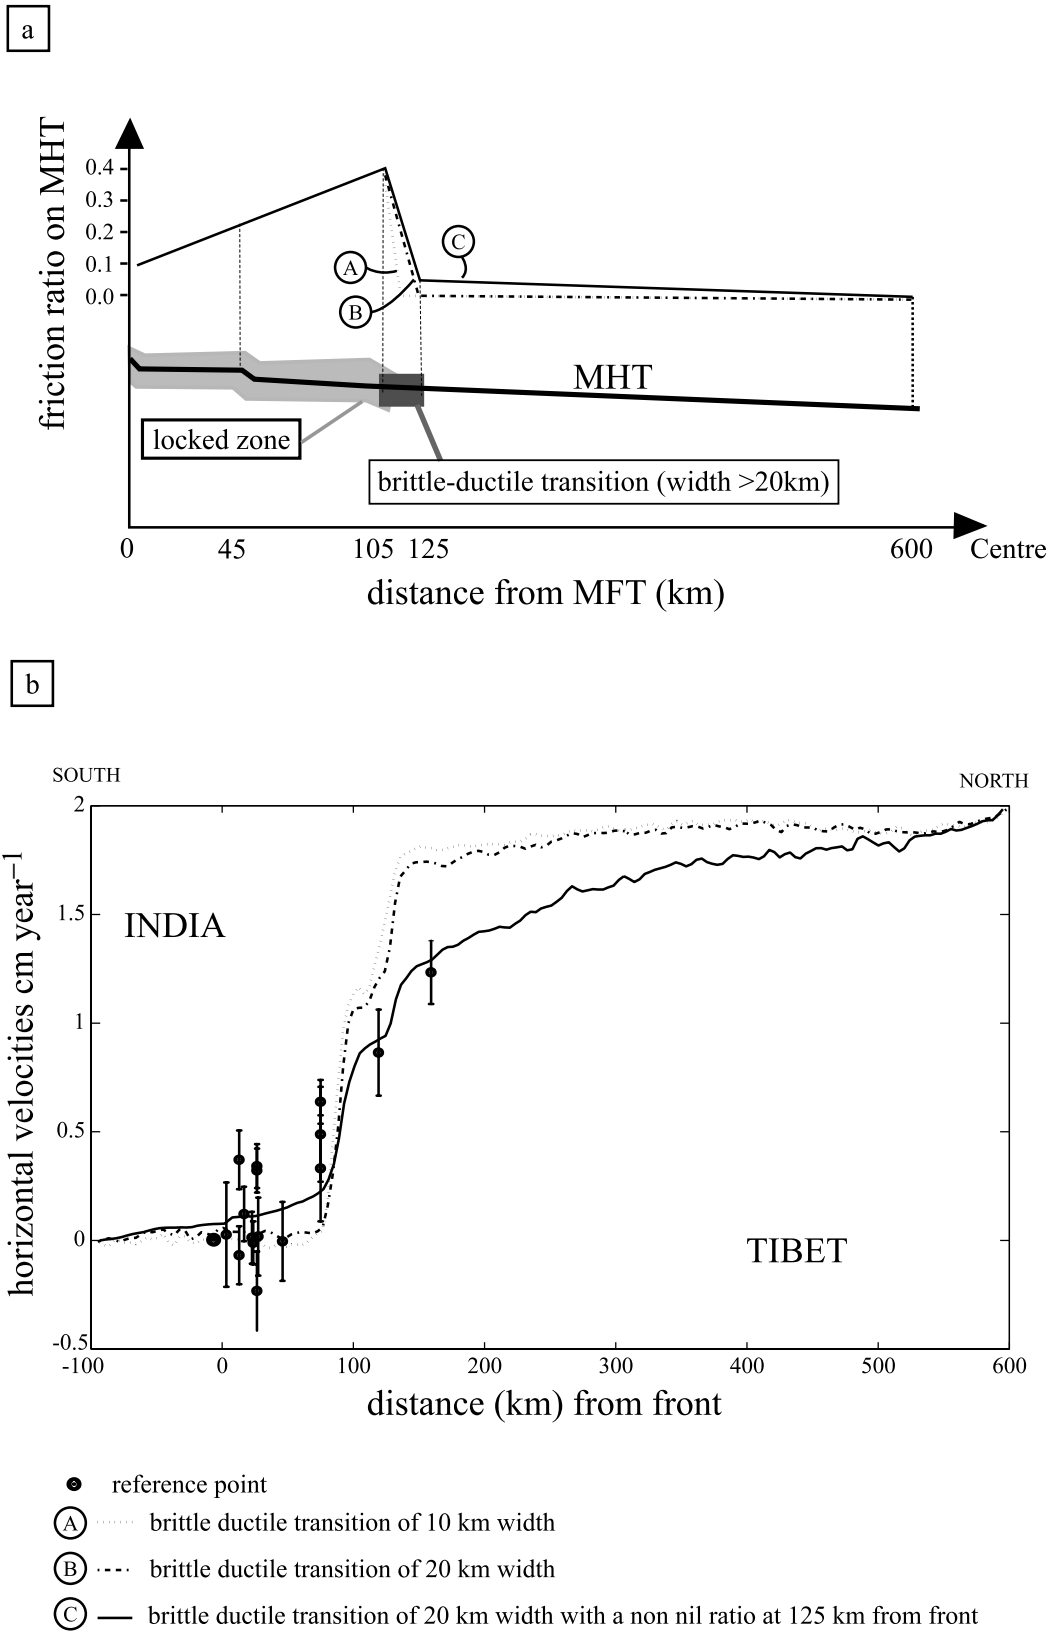 a
friction ratio on MHT
0.4
0.3
0.2
0.1
0.0
A
B
C
MHT
locked zone
brittle-ductile transition (width >20km)
0 45 105 125 600 Centre
distance from MFT (km)
b
SOUTH NORTH
horizontal velocities cm year−1
2
1.5
1
0.5
0
-0.5
INDIA
TIBET
-100 0 100 200 300 400 500 600
distance (km) from front
reference point
A brittle ductile transition of 10 km width
B brittle ductile transition of 20 km width
C brittle ductile transition of 20 km width with a non nil ratio at 125 km from front